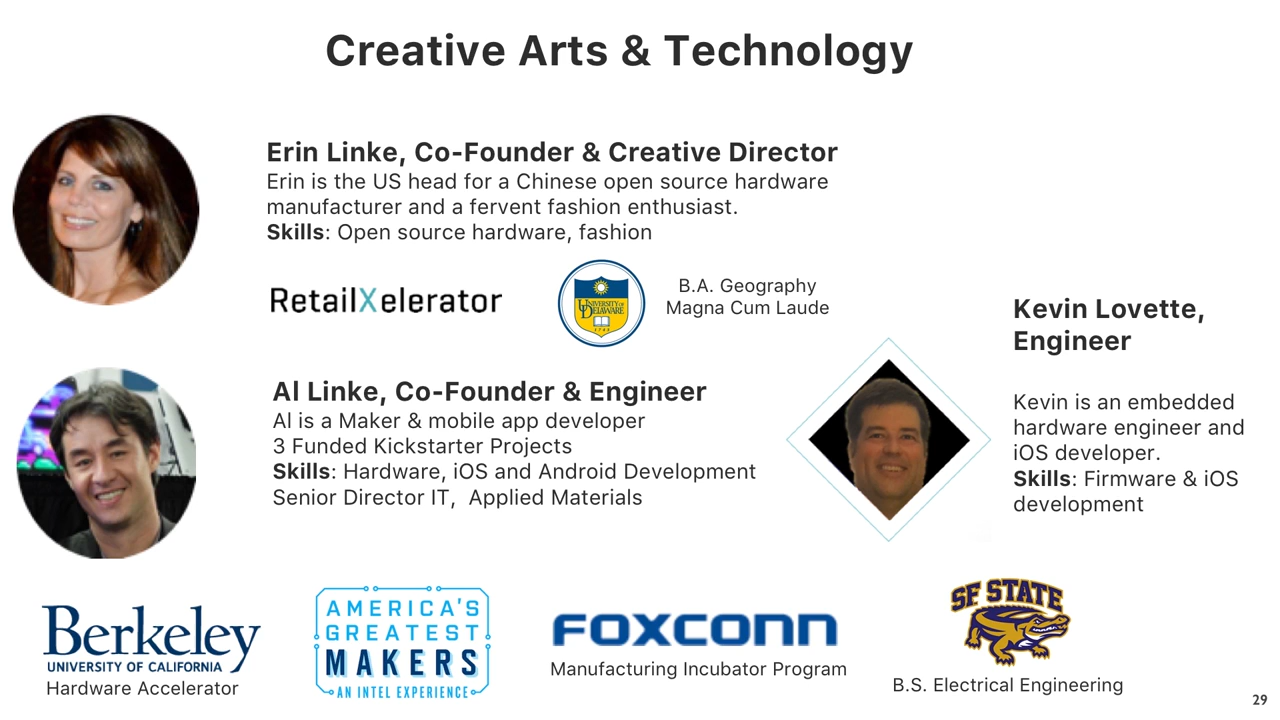 Creative Arts & Technology
Erin Linke, Co-Founder & Creative Director
Erin is the US head for a Chinese open source hardware
manufacturer and a fervent fashion enthusiast.
Skills: Open source hardware, fashion
RetailXelerator
UNIVERSITY OF
DELAWARE
1743
B.A. Geography
Magna Cum Laude
Al Linke, Co-Founder & Engineer
Al is a Maker & mobile app developer
3 Funded Kickstarter Projects
Skills: Hardware, iOS and Android Development
Senior Director IT,  Applied Materials
Kevin Lovette,
Engineer
Kevin is an embedded
hardware engineer and
iOS developer.
Skills: Firmware & iOS
development
Berkeley
UNIVERSITY OF CALIFORNIA
Hardware Accelerator
AMERICA'S
GREATEST
MAKERS
AN INTEL EXPERIENCE
FOXCONN
Manufacturing Incubator Program
SF STATE
B.S. Electrical Engineering
29